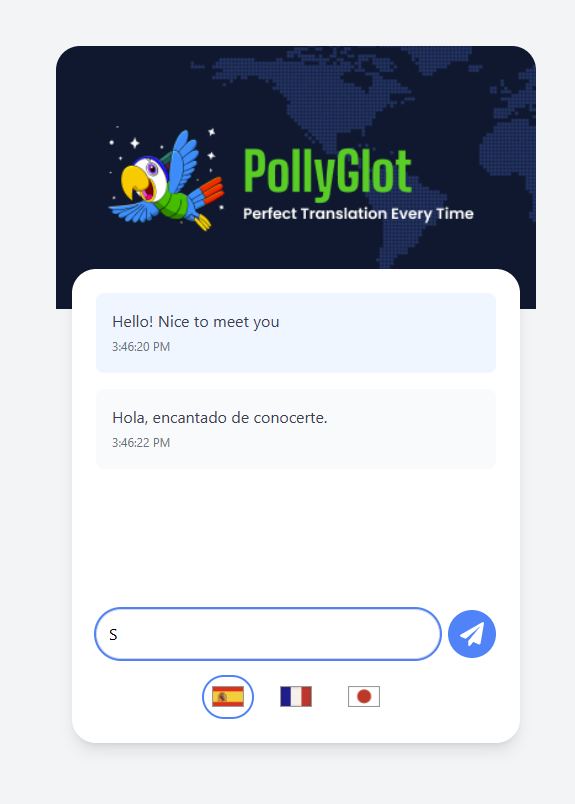 PollyGlot
Perfect Translation Every Time
Hello! Nice to meet you
3:46:20 PM
Hola, encantado de conocerte.
3:46:22 PM
S